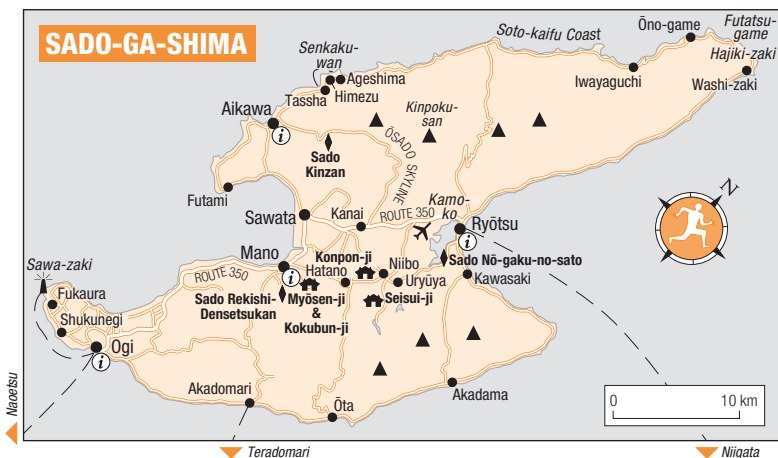 SADO-GA-SHIMA
Senkaku-
wan
Soto-kaifu Coast
Ōno-game
Futatsu-
game
Hajiki-zaki
Ageshima
Tassha
Himezu
Iwayaguchi
Washi-zaki
Aikawa
i
Kinpoku-
san
Sado
Kinzan
ŌSADO SKYLINE
N
Futami
Sawata
Kanai
ROUTE 350
Kamo-
ko
Ryōtsu
i
Mano
i
Konpon-ji
Hatano
Niibo
Uryūya
Sado Nō-gaku-no-sato
Kawasaki
Sawa-zaki
ROUTE 350
Fukaura
Shukunegi
Sado Rekishi-
Densetsukan
Myōsen-ji
&
Kokubun-ji
Seisui-ji
Ogi
i
Akadomari
Ōta
Akadama
0
10 km
Naoetsu
Teradomari
Niigata